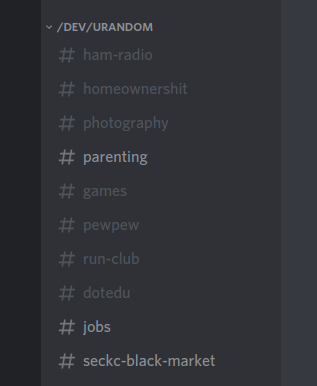 /DEV/URANDOM
# ham-radio
# homeownershit
# photography
# parenting
# games
# pewpew
# run-club
# dotedu
# jobs
# seckc-black-market